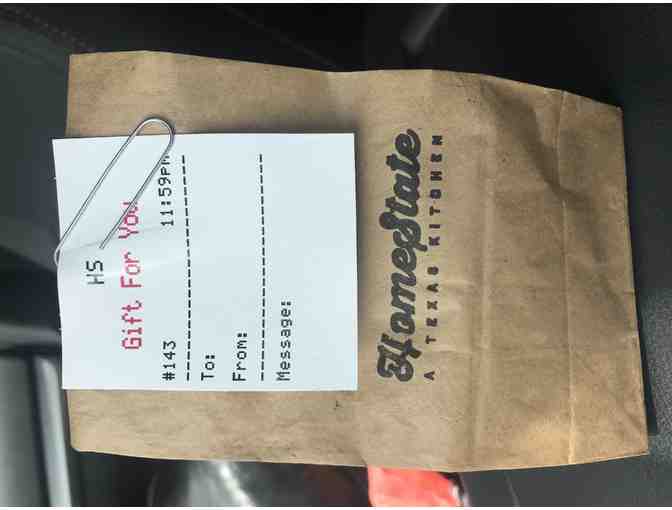 HS
Gift For You
#143 11:59PM
To:
From:
Message:
HomeState
A TEXAS KITCHEN